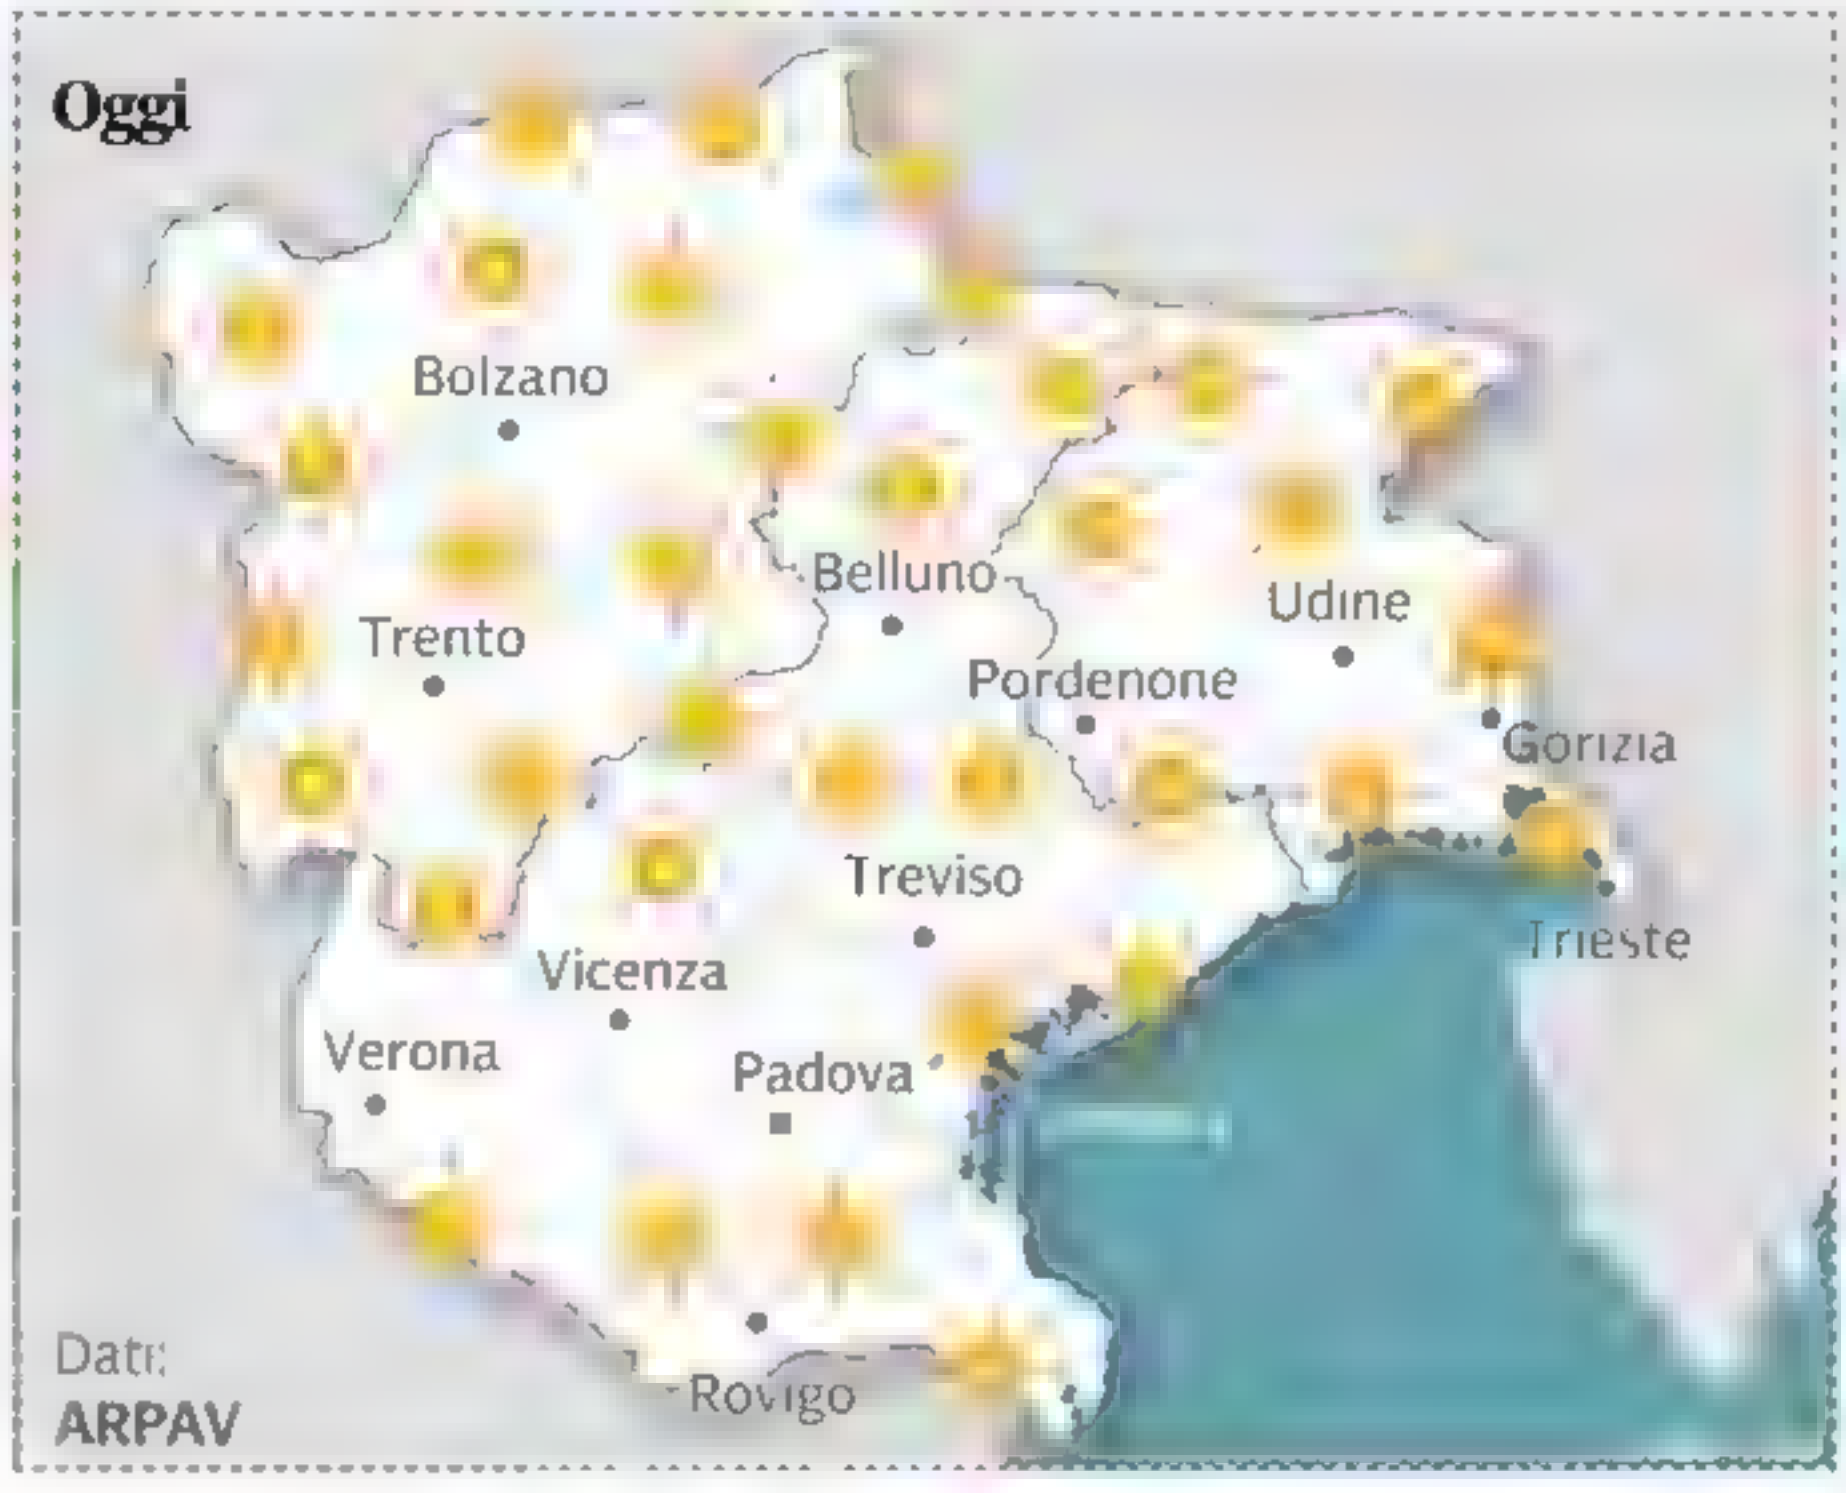 Oggi
Bolzano
Belluno
Udine
Trento
Pordenone
Gorizia
Treviso
Trieste
Vicenza
Verona
Padova
Rovigo
Dati:
ARPAV